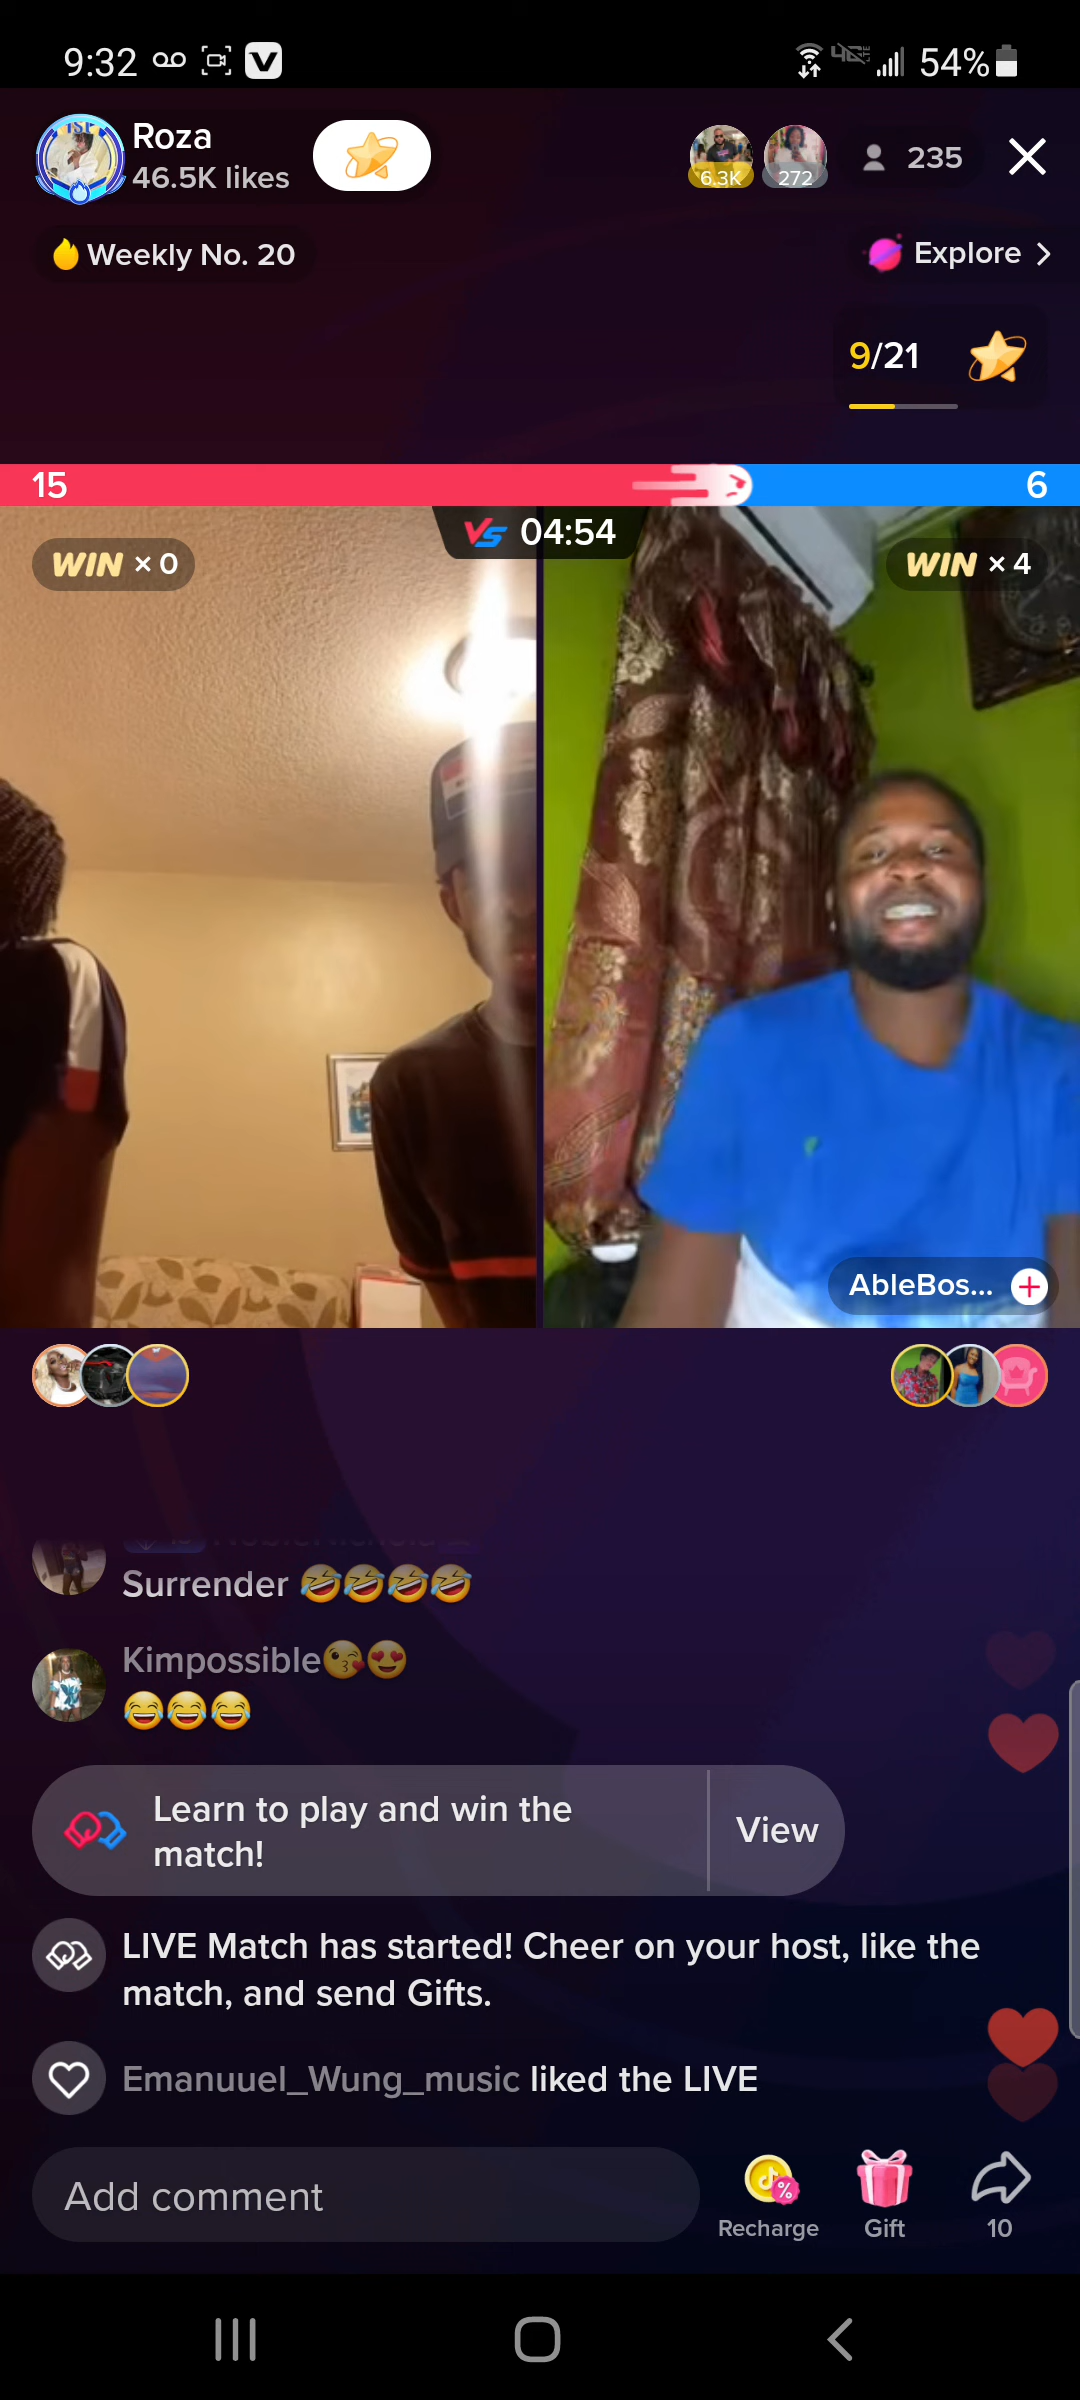 9:32
54%
Roza
46.5K likes
6.3K
272
235
Weekly No. 20
Explore
9/21
15
6
VS 04:54
WIN × 0
WIN × 4
AbleBos...
Surrender 🤣🤣🤣🤣
Kimpossible😘😍
😂😂😂
Learn to play and win the
match!
View
LIVE Match has started! Cheer on your host, like the
match, and send Gifts.
Emanuuel_Wung_music liked the LIVE
Add comment
Recharge
Gift
10